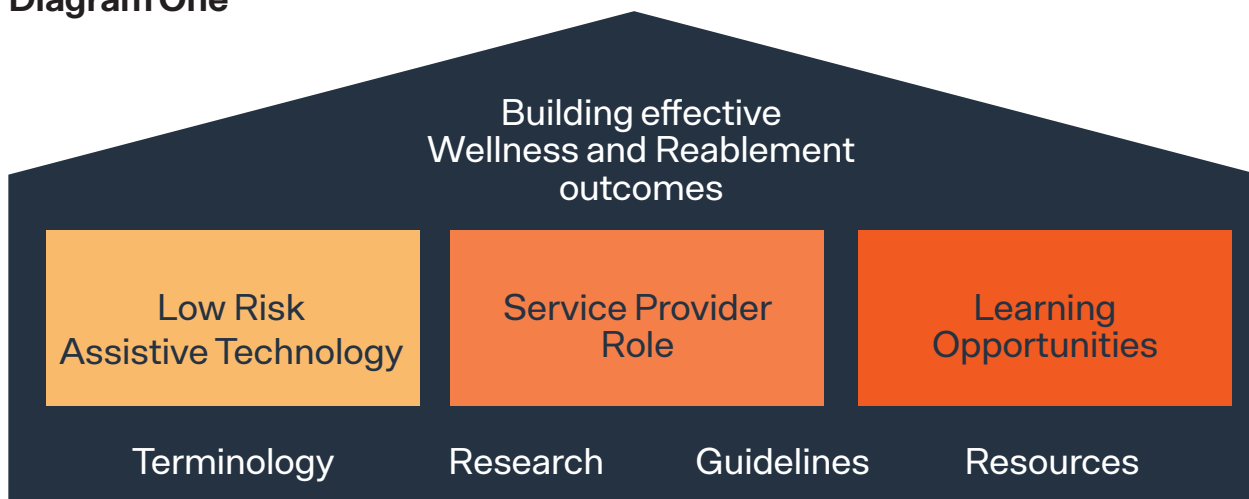 Diagram One
Building effective
Wellness and Reablement
outcomes
Low Risk
Assistive Technology
Service Provider
Role
Learning
Opportunities
Terminology Research Guidelines Resources